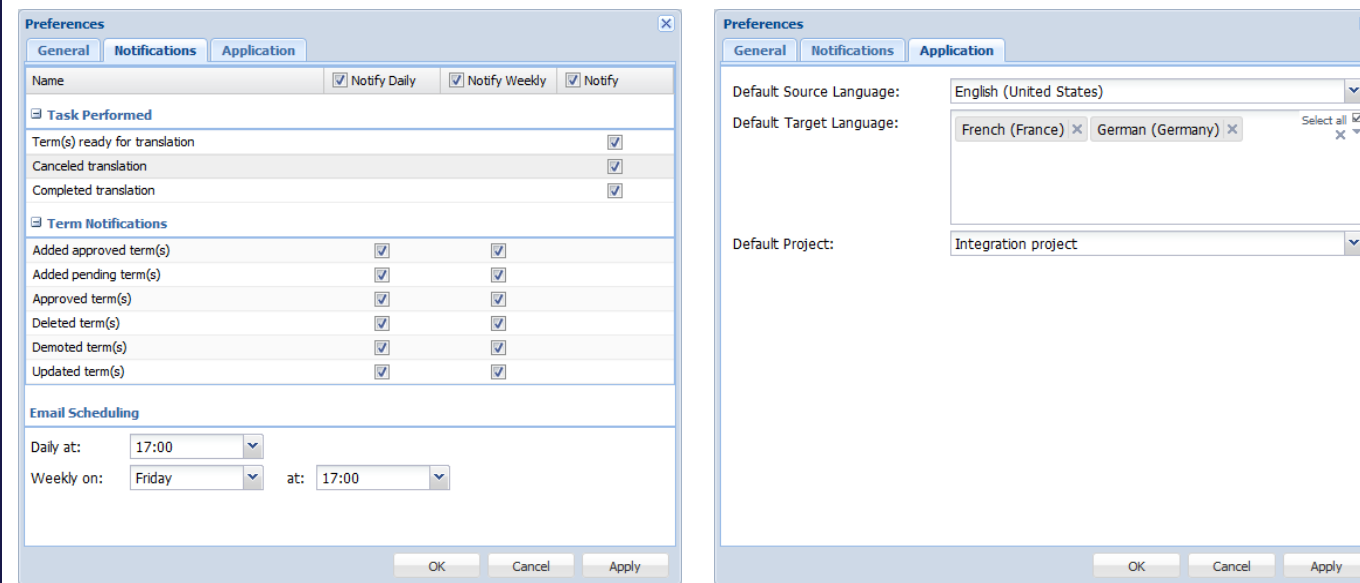 Preferences
General Notifications Application
Name Notify Daily Notify Weekly Notify
Task Performed
Term(s) ready for translation
Canceled translation
Completed translation
Term Notifications
Added approved term(s)
Added pending term(s)
Approved term(s)
Deleted term(s)
Demoted term(s)
Updated term(s)
Email Scheduling
Daily at: 17:00
Weekly on: Friday at: 17:00
OK Cancel Apply
Preferences
General Notifications Application
Default Source Language: English (United States)
Default Target Language: French (France) German (Germany) Select all
Default Project: Integration project
OK Cancel Apply